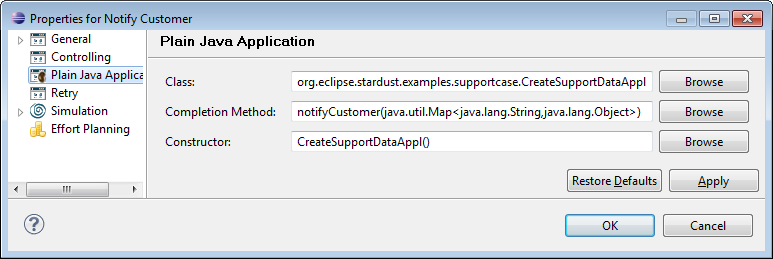 Properties for Notify Customer
General
Controlling
Plain Java Applica
Retry
Simulation
Effort Planning
Plain Java Application
Class: org.eclipse.stardust.examples.supportcase.CreateSupportDataAppl Browse
Completion Method: notifyCustomer(java.util.Map<java.lang.String,java.lang.Object>) Browse
Constructor: CreateSupportDataAppl() Browse
Restore Defaults Apply
? OK Cancel